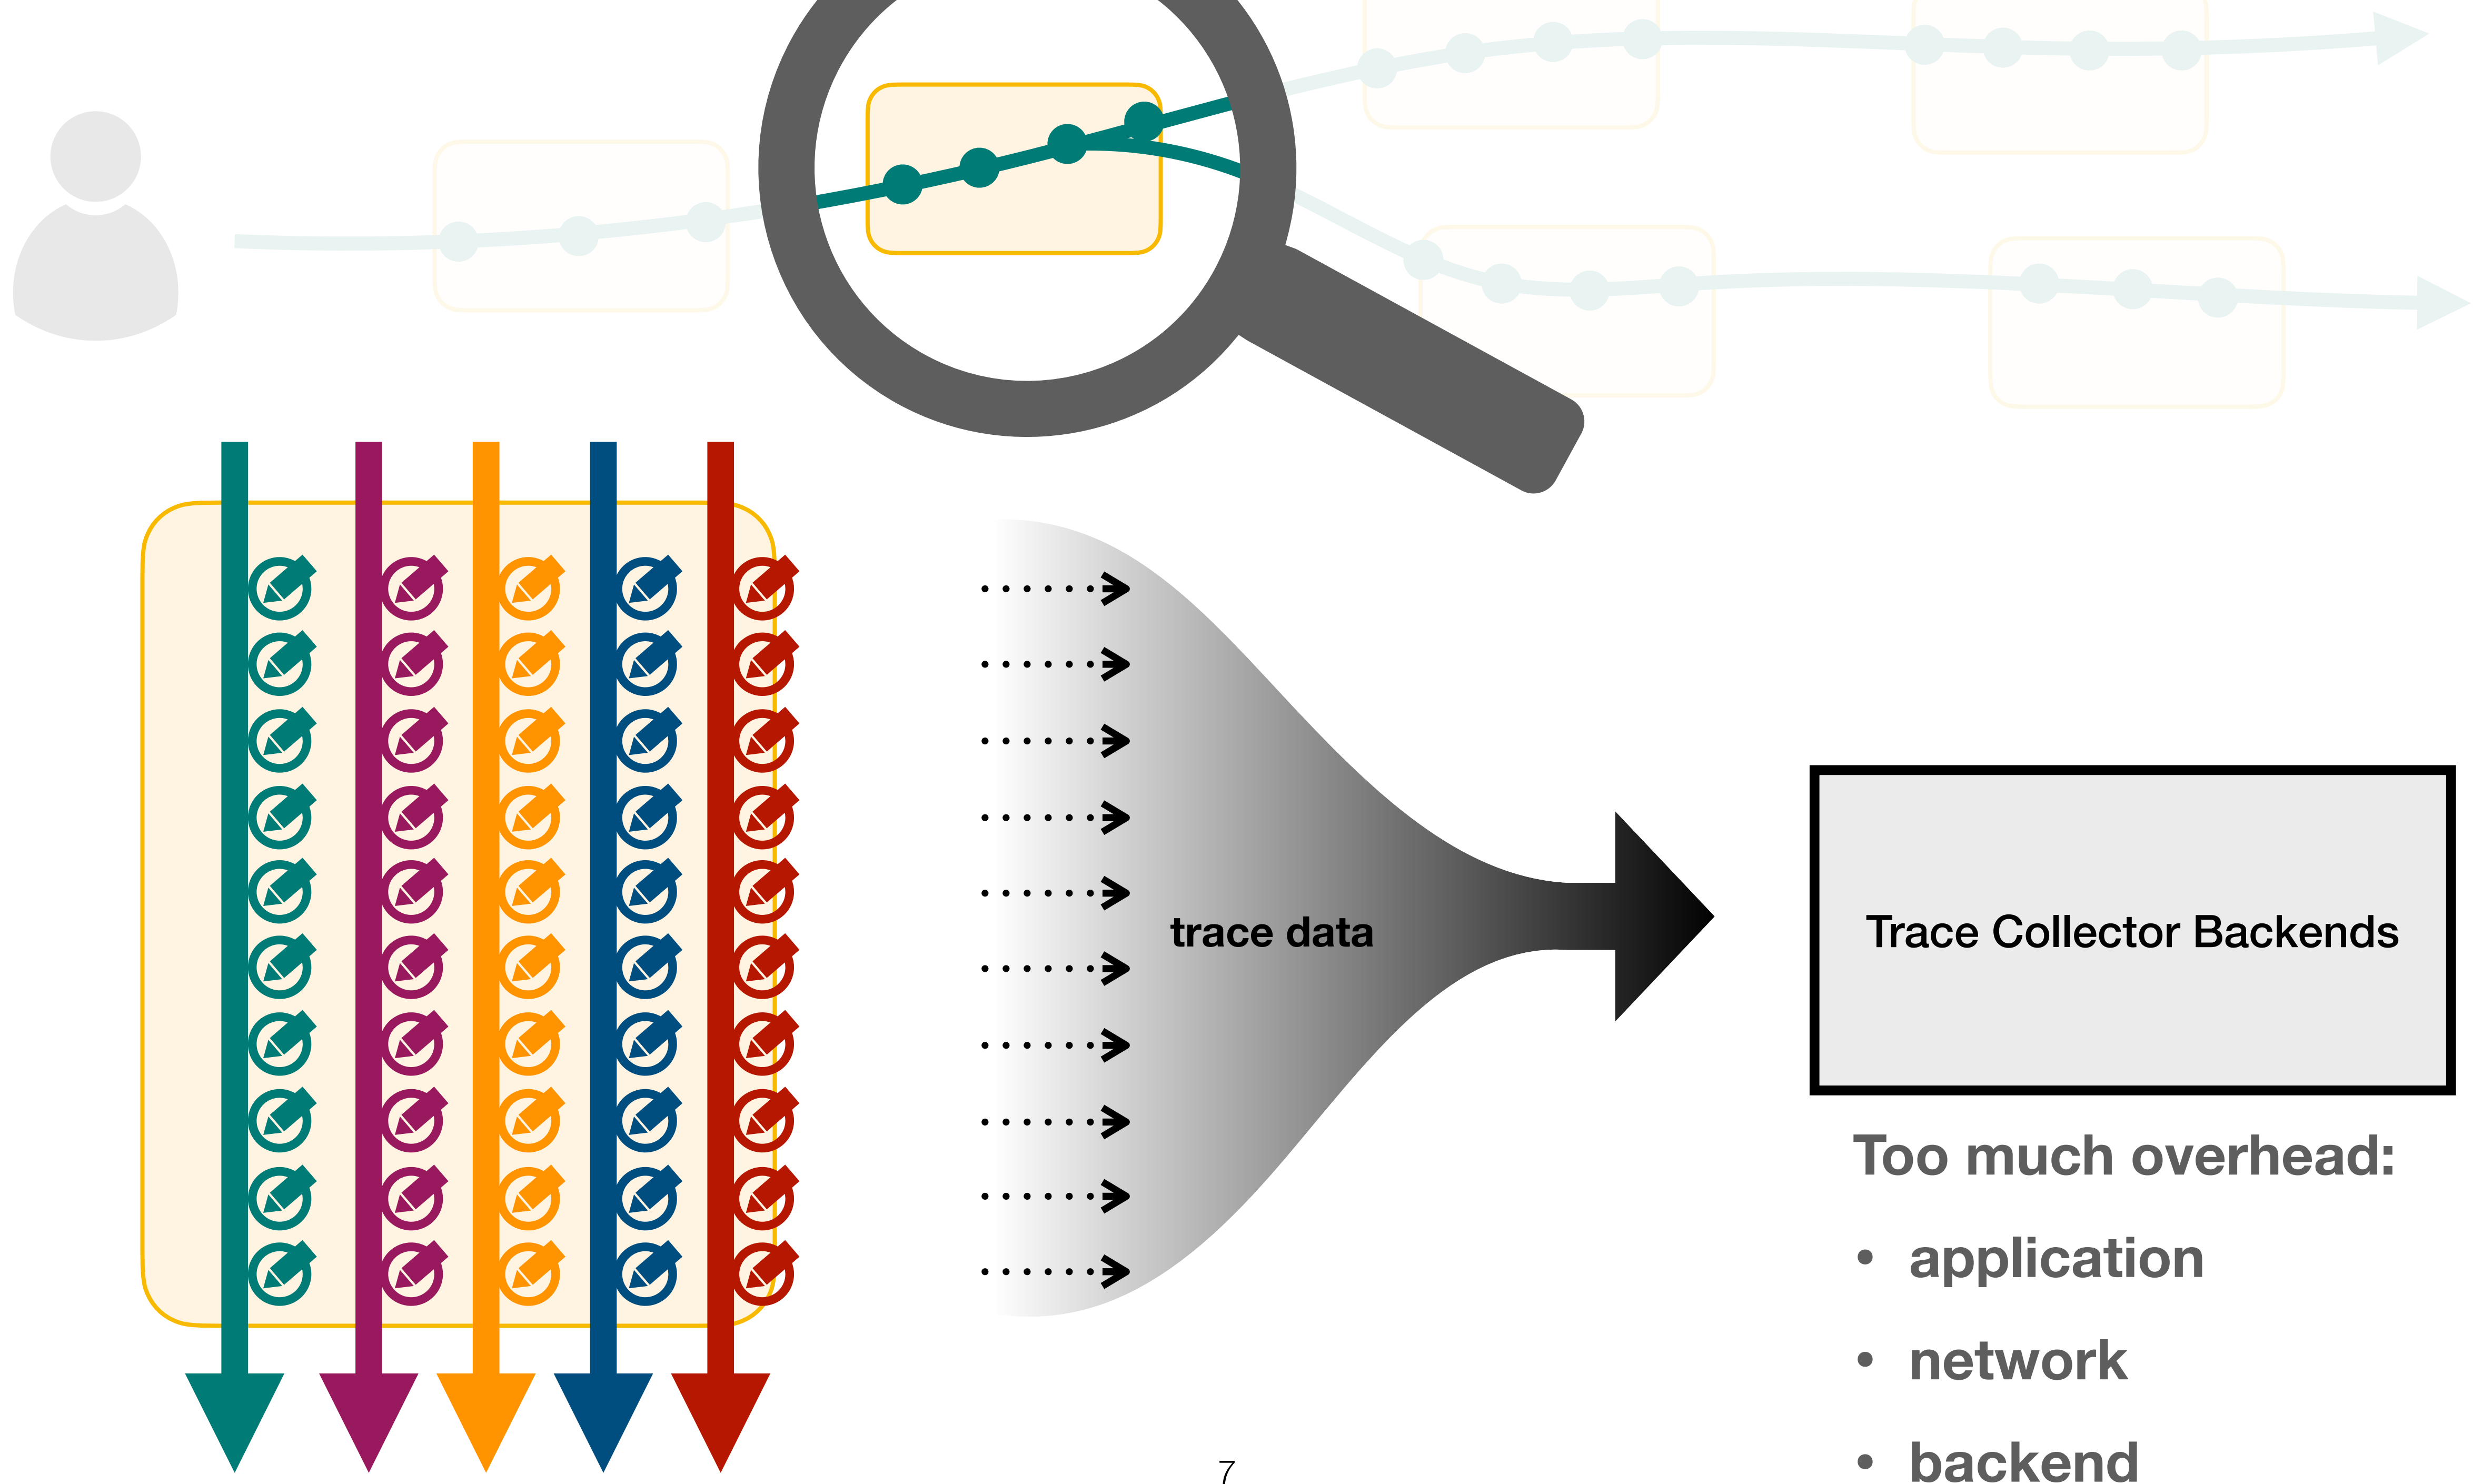 trace data
Trace Collector Backends
Too much overhead:
• application
• network
• backend
7